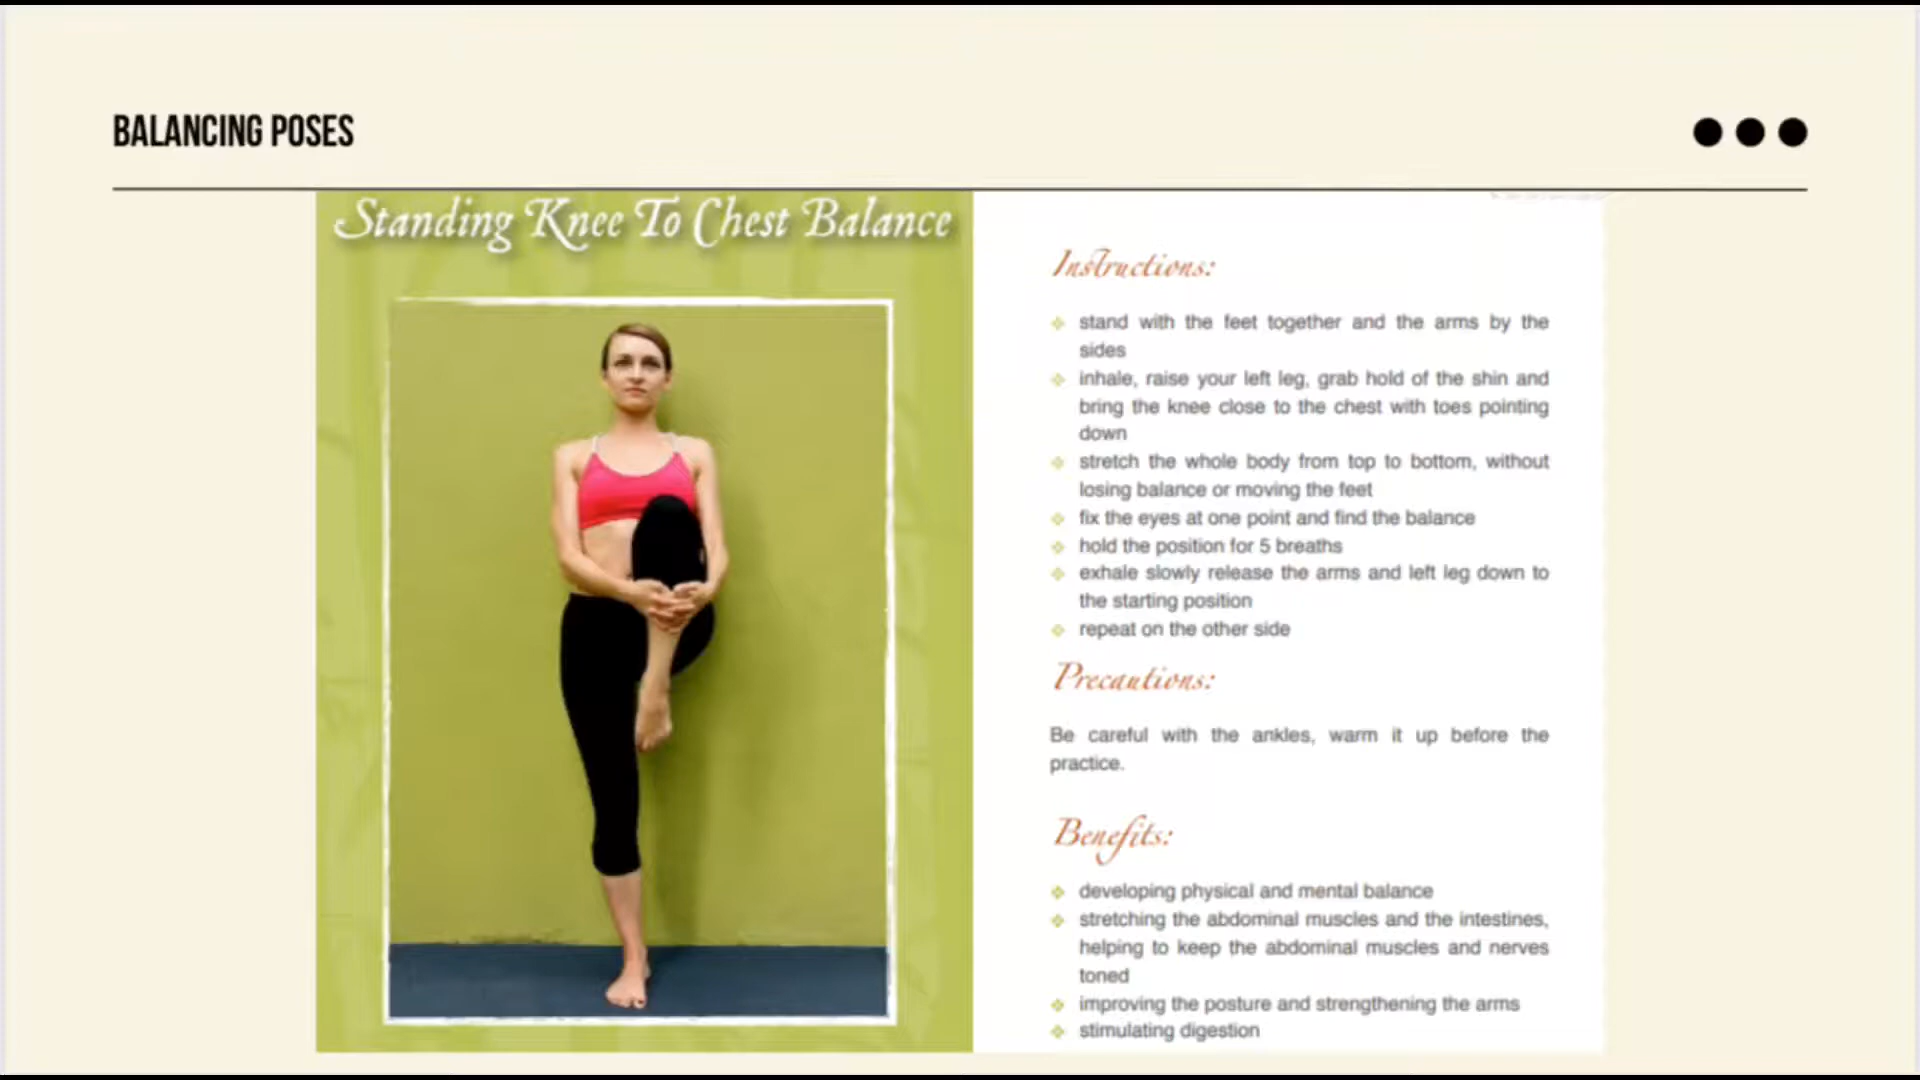 BALANCING POSES
Standing Knee To Chest Balance
Instructions:
stand with the feet together and the arms by the
sides
inhale, raise your left leg, grab hold of the shin and
bring the knee close to the chest with toes pointing
down
stretch the whole body from top to bottom, without
losing balance or moving the feet
fix the eyes at one point and find the balance
hold the position for 5 breaths
exhale slowly release the arms and left leg down to
the starting position
repeat on the other side
Precautions:
Be careful with the ankles, warm it up before the
practice.
Benefits:
developing physical and mental balance
stretching the abdominal muscles and the intestines,
helping to keep the abdominal muscles and nerves
toned
improving the posture and strengthening the arms
stimulating digestion